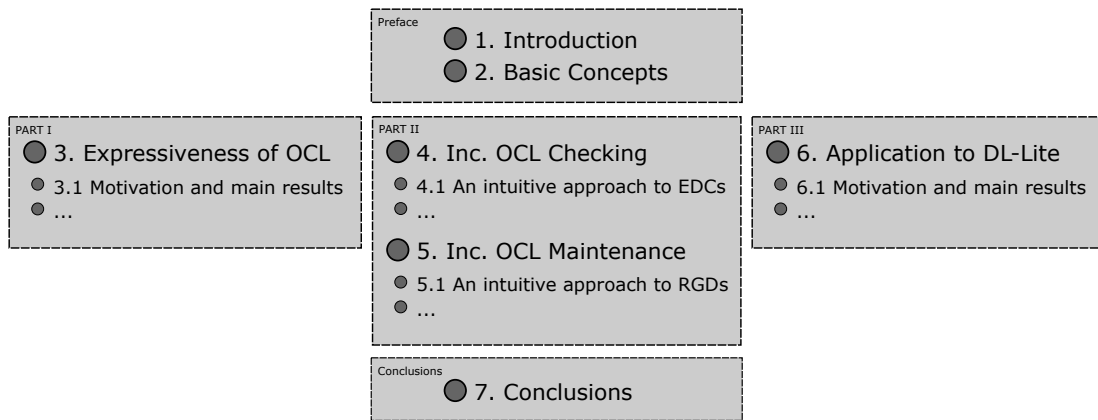 Preface
1. Introduction
2. Basic Concepts
PART I
3. Expressiveness of OCL
3.1 Motivation and main results
...
PART II
4. Inc. OCL Checking
4.1 An intuitive approach to EDCs
...
5. Inc. OCL Maintenance
5.1 An intuitive approach to RGDs
...
PART III
6. Application to DL-Lite
6.1 Motivation and main results
...
Conclusions
7. Conclusions